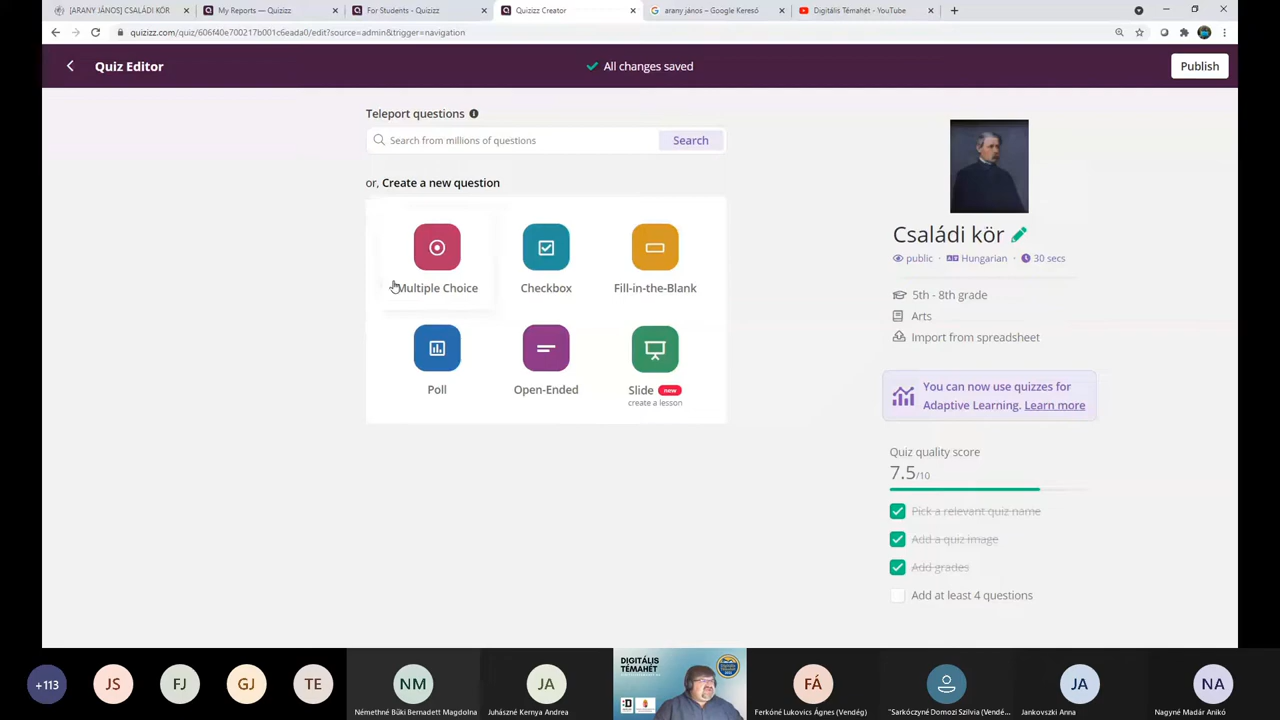 [ARANY JÁNOS] CSALÁDI KÖR
My Reports — Quizizz
For Students - Quizizz
Quizizz Creator
arany jános – Google Kereső
Digitális Témahét - YouTube
quizizz.com/quiz/606f40e700217b001c6eada0/edit?source=admin&trigger=navigation
Quiz Editor
All changes saved
Publish
Teleport questions
Search from millions of questions
Search
or, Create a new question
Multiple Choice
Checkbox
Fill-in-the-Blank
Poll
Open-Ended
Slide new
create a lesson
Családi kör
public · Hungarian · 30 secs
5th - 8th grade
Arts
Import from spreadsheet
You can now use quizzes for
Adaptive Learning. Learn more
Quiz quality score
7.5/10
Pick a relevant quiz name
Add a quiz image
Add grades
Add at least 4 questions
+113
JS
FJ
GJ
TE
NM
Némethné Bűki Bernadett Magdolna
JA
Juhászné Kernya Andrea
DIGITÁLIS
TÉMAHÉT
FÁ
Ferkóné Lukovics Ágnes (Vendég)
"Sarkóczyné Domozi Szilvia (Vendé...
JA
Jankovszki Anna
NA
Nagyné Madár Anikó